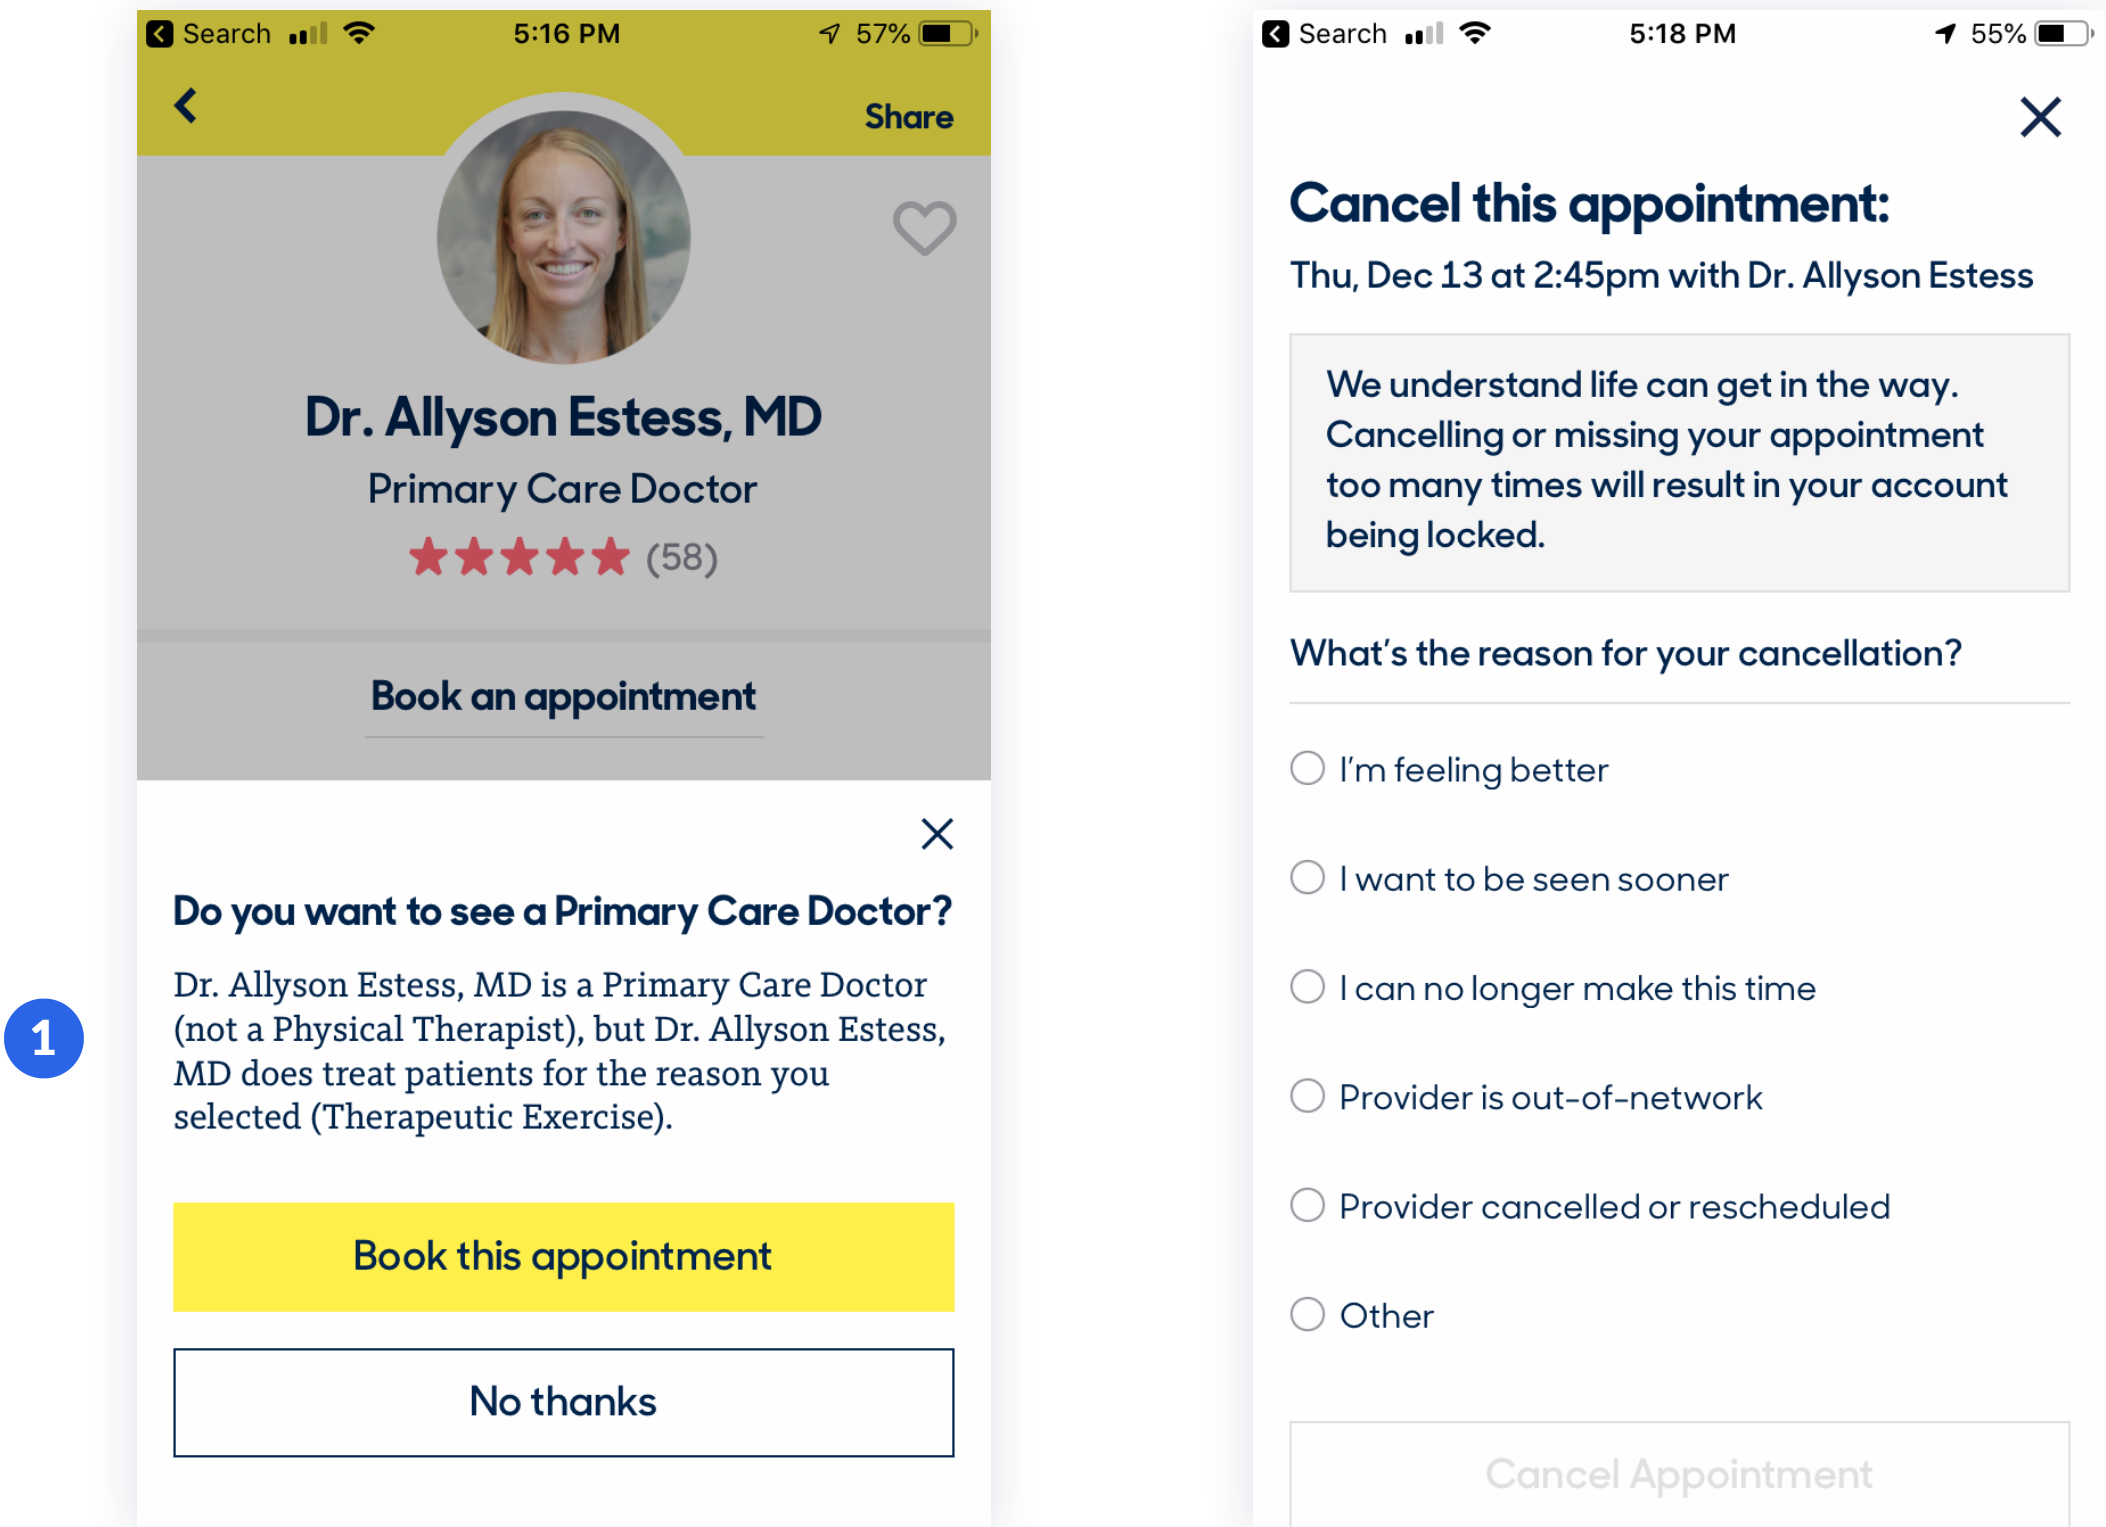 Search 5:16 PM 57%
Share
Dr. Allyson Estess, MD
Primary Care Doctor
(58)
Book an appointment
Do you want to see a Primary Care Doctor?
Dr. Allyson Estess, MD is a Primary Care Doctor
(not a Physical Therapist), but Dr. Allyson Estess,
MD does treat patients for the reason you
selected (Therapeutic Exercise).
Book this appointment
No thanks
1
Search 5:18 PM 55%
Cancel this appointment:
Thu, Dec 13 at 2:45pm with Dr. Allyson Estess
We understand life can get in the way.
Cancelling or missing your appointment
too many times will result in your account
being locked.
What's the reason for your cancellation?
I'm feeling better
I want to be seen sooner
I can no longer make this time
Provider is out-of-network
Provider cancelled or rescheduled
Other
Cancel Appointment